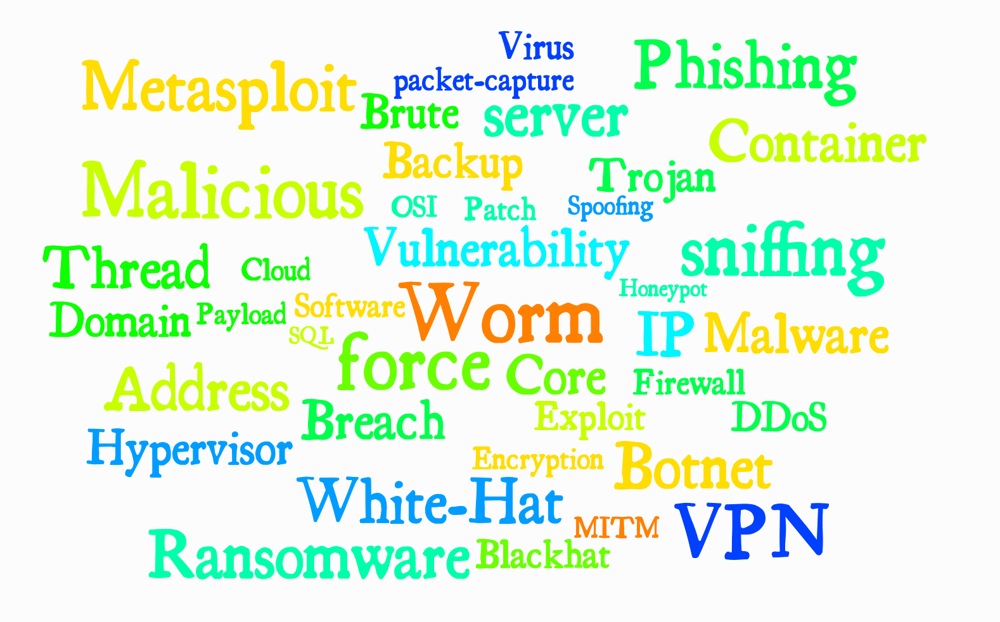 Virus
Phishing
Metasploit
packet-capture
Brute
server
Container
Backup
Trojan
Malicious
OSI
Patch
Spoofing
Vulnerability
sniffing
Thread
Cloud
Honeypot
Worm
Domain
Payload
Software
SQL
IP
Malware
force
Core
Firewall
Address
Breach
Exploit
DDoS
Hypervisor
Encryption
Botnet
White-Hat
MITM
VPN
Ransomware
Blackhat